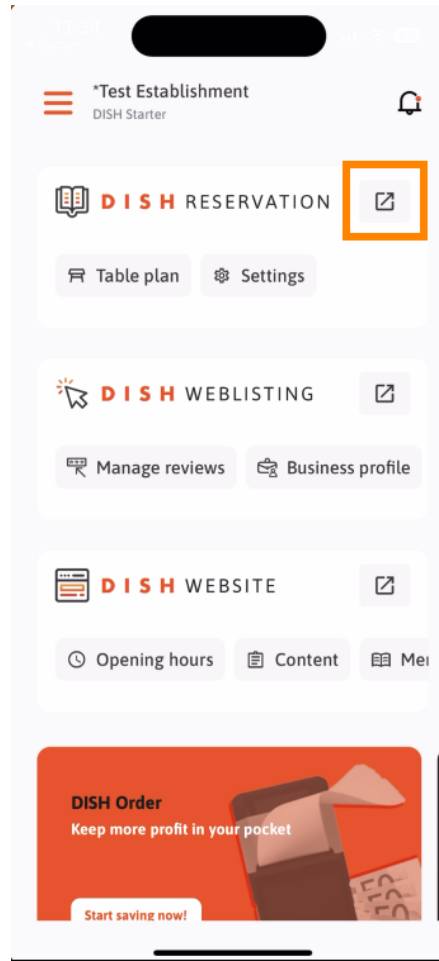 *Test Establishment
DISH Starter
DISH RESERVATION
Table plan Settings
DISH WEBLISTING
Manage reviews Business profile
DISH WEBSITE
Opening hours Content Me
DISH Order
Keep more profit in your pocket
Start saving now!